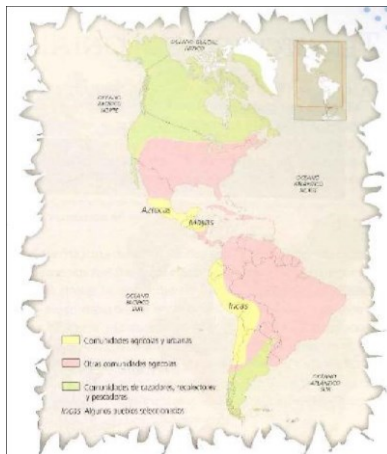 OCÉANO GLACIAL
ÁRTICO
OCÉANO
PACÍFICO
NORTE
OCÉANO
ATLÁNTICO
NORTE
Aztecas
Mayas
Incas
OCÉANO
PACÍFICO
SUR
OCÉANO
ATLÁNTICO
SUR
Comunidades agrícolas y urbanas
Otras comunidades agrícolas
Comunidades de cazadores, recolectores
y pescadores
Incas Algunos pueblos seleccionados